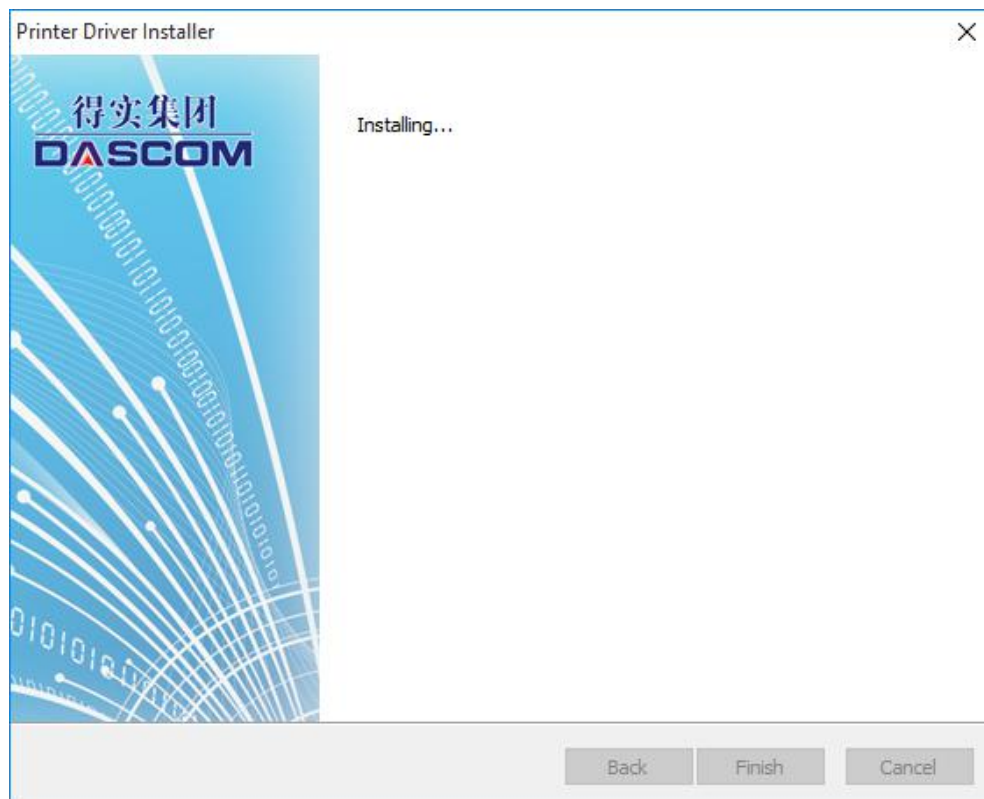 Printer Driver Installer
得实集团
DASCOM
Installing...
Back
Finish
Cancel